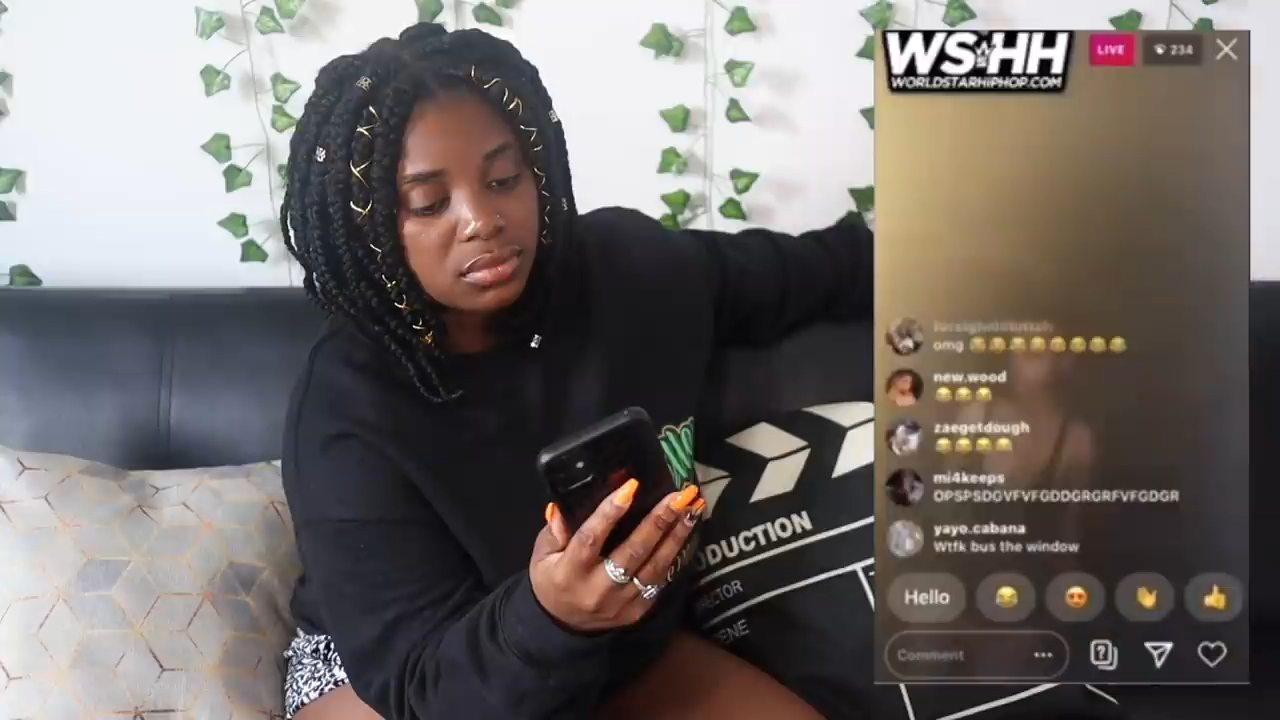 WSHH
WORLDSTARHIPHOP.COM
LIVE
234
omg
new.wood
zaegetdough
mi4keeps
OPSPSDGVFVFGDDGRGRFVFGDGR
yayo.cabana
Wtfk bus the window
Hello
Comment
ODUCTION